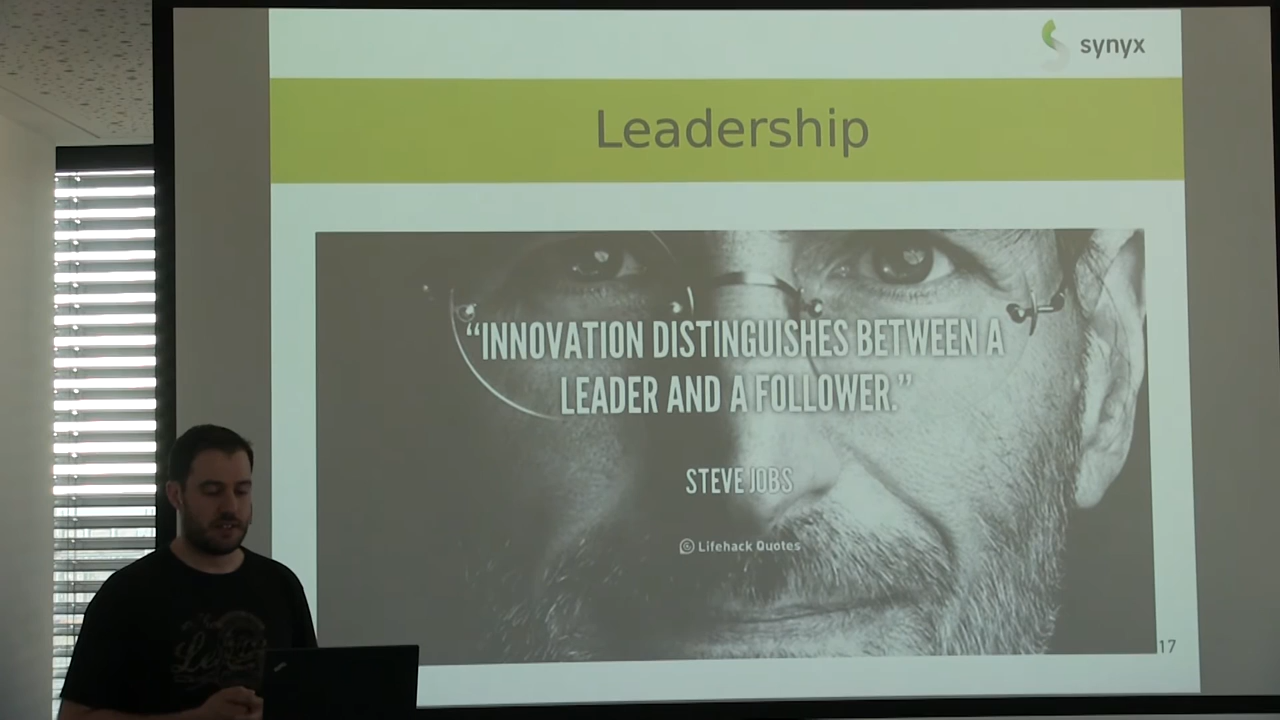 synyx
Leadership
“INNOVATION DISTINGUISHES BETWEEN A
LEADER AND A FOLLOWER.”
STEVE JOBS
Lifehack Quotes
17